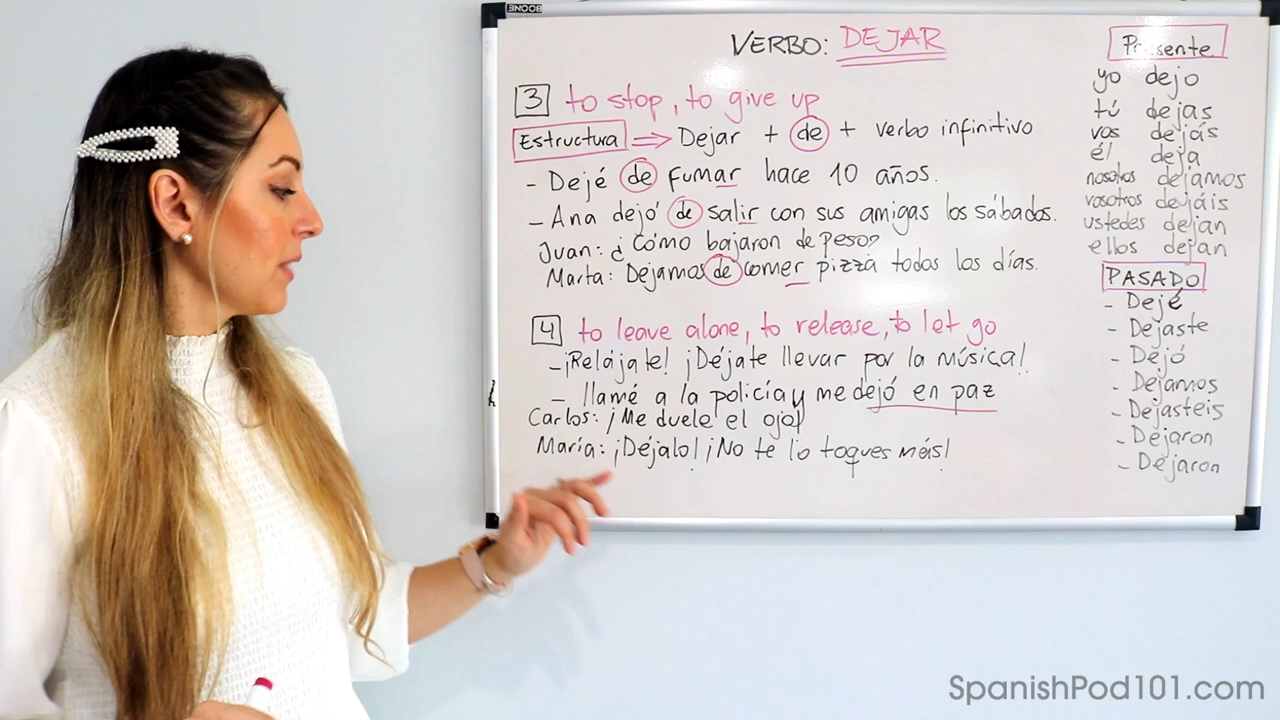 BOONE
VERBO: DEJAR
3 to stop, to give up
Estructura ⇒ Dejar + de + verbo infinitivo
- Dejé de fumar hace 10 años.
- Ana dejó de salir con sus amigas los sábados.
Juan: ¿Cómo bajaron de peso?
Marta: Dejamos de comer pizza todos los días.
4 to leave alone, to release, to let go
- ¡Relájate! ¡Déjate llevar por la música!
- llamé a la policía y me dejó en paz
Carlos: ¡Me duele el ojo!
María: ¡Déjalo! ¡No te lo toques más!
Presente
yo dejo
tú dejas
vos dejás
él deja
nosotros dejamos
vosotros dejáis
ustedes dejan
ellos dejan
PASADO
- Dejé
- Dejaste
- Dejó
- Dejamos
- Dejasteis
- Dejaron
- Dejaron
SpanishPod101.com